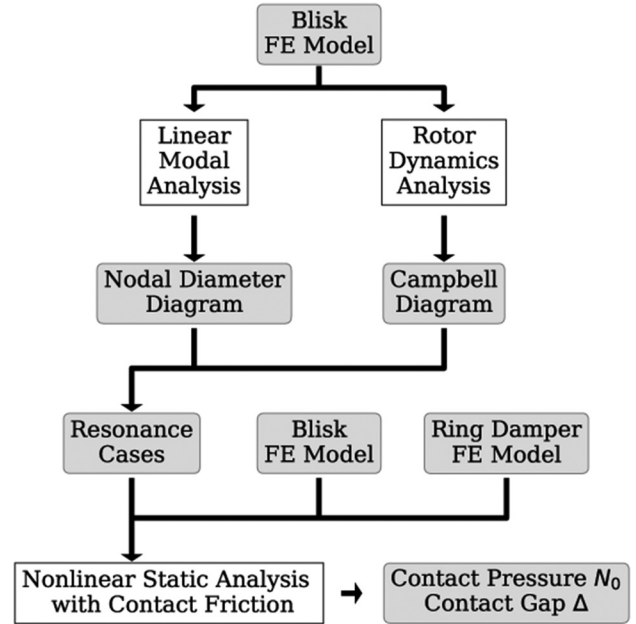 Blisk
FE Model
Linear
Modal
Analysis
Rotor
Dynamics
Analysis
Nodal Diameter
Diagram
Campbell
Diagram
Resonance
Cases
Blisk
FE Model
Ring Damper
FE Model
Nonlinear Static Analysis
with Contact Friction
Contact Pressure N₀
Contact Gap Δ